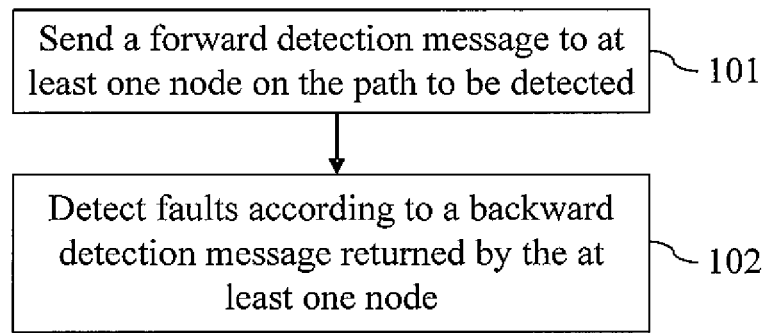 Send a forward detection message to at
least one node on the path to be detected
101
Detect faults according to a backward
detection message returned by the at
least one node
102